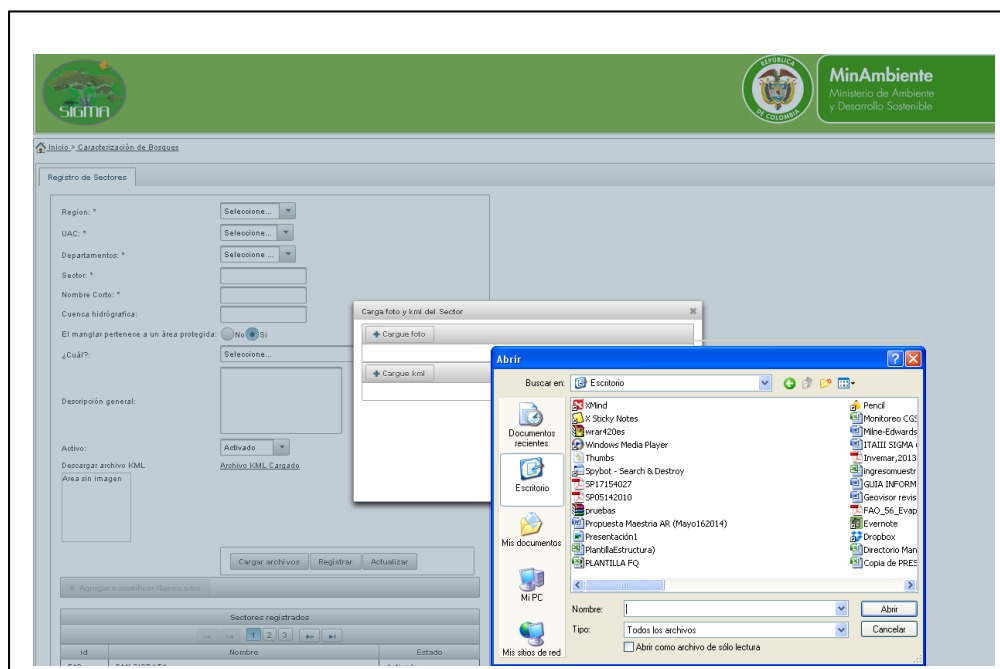 SIGMA
REPÚBLICA
DE COLOMBIA
MinAmbiente
Ministerio de Ambiente
y Desarrollo Sostenible
Inicio > Caracterización de Bosques
Registro de Sectores
Region: * Seleccione...
UAC: * Seleccione...
Departamentos: * Seleccione ...
Sector: *
Nombre Corto: *
Cuenca hidrógrafica:
El manglar pertenece a un área protegida: No Si
¿Cuál?: Seleccione...
Descripción general:
Activo: Activado
Descargar archivo KML Archivo KML Cargado
Area sin imagen
Cargar archivos Registrar Actualizar
Agregar o modificar Nuevo sitio
Sectores registrados
1 2 3
id Nombre Estado
Carga foto y kml del Sector
Cargue foto
Cargue kml
Abrir
Buscar en: Escritorio
Documentos recientes
Escritorio
Mis documentos
Mi PC
Mis sitios de red
XMind
X Sticky Notes
wrar420es
Windows Media Player
Thumbs
Spybot - Search & Destroy
SP17154027
SP05142010
pruebas
Propuesta Maestria AR (Mayo162014)
Presentación1
PlantillaEstructura)
PLANTILLA FQ
Pencil
Monitoreo CGS
Milne-Edwards
ITAIII SIGMA
Invemar,2013
ingresomuestr
GUIA INFORM
Geovisor revis
FAO_56_Evap
Evernote
Dropbox
Directorio Man
Copia de PRES
Nombre: Abrir
Tipo: Todos los archivos Cancelar
Abrir como archivo de sólo lectura